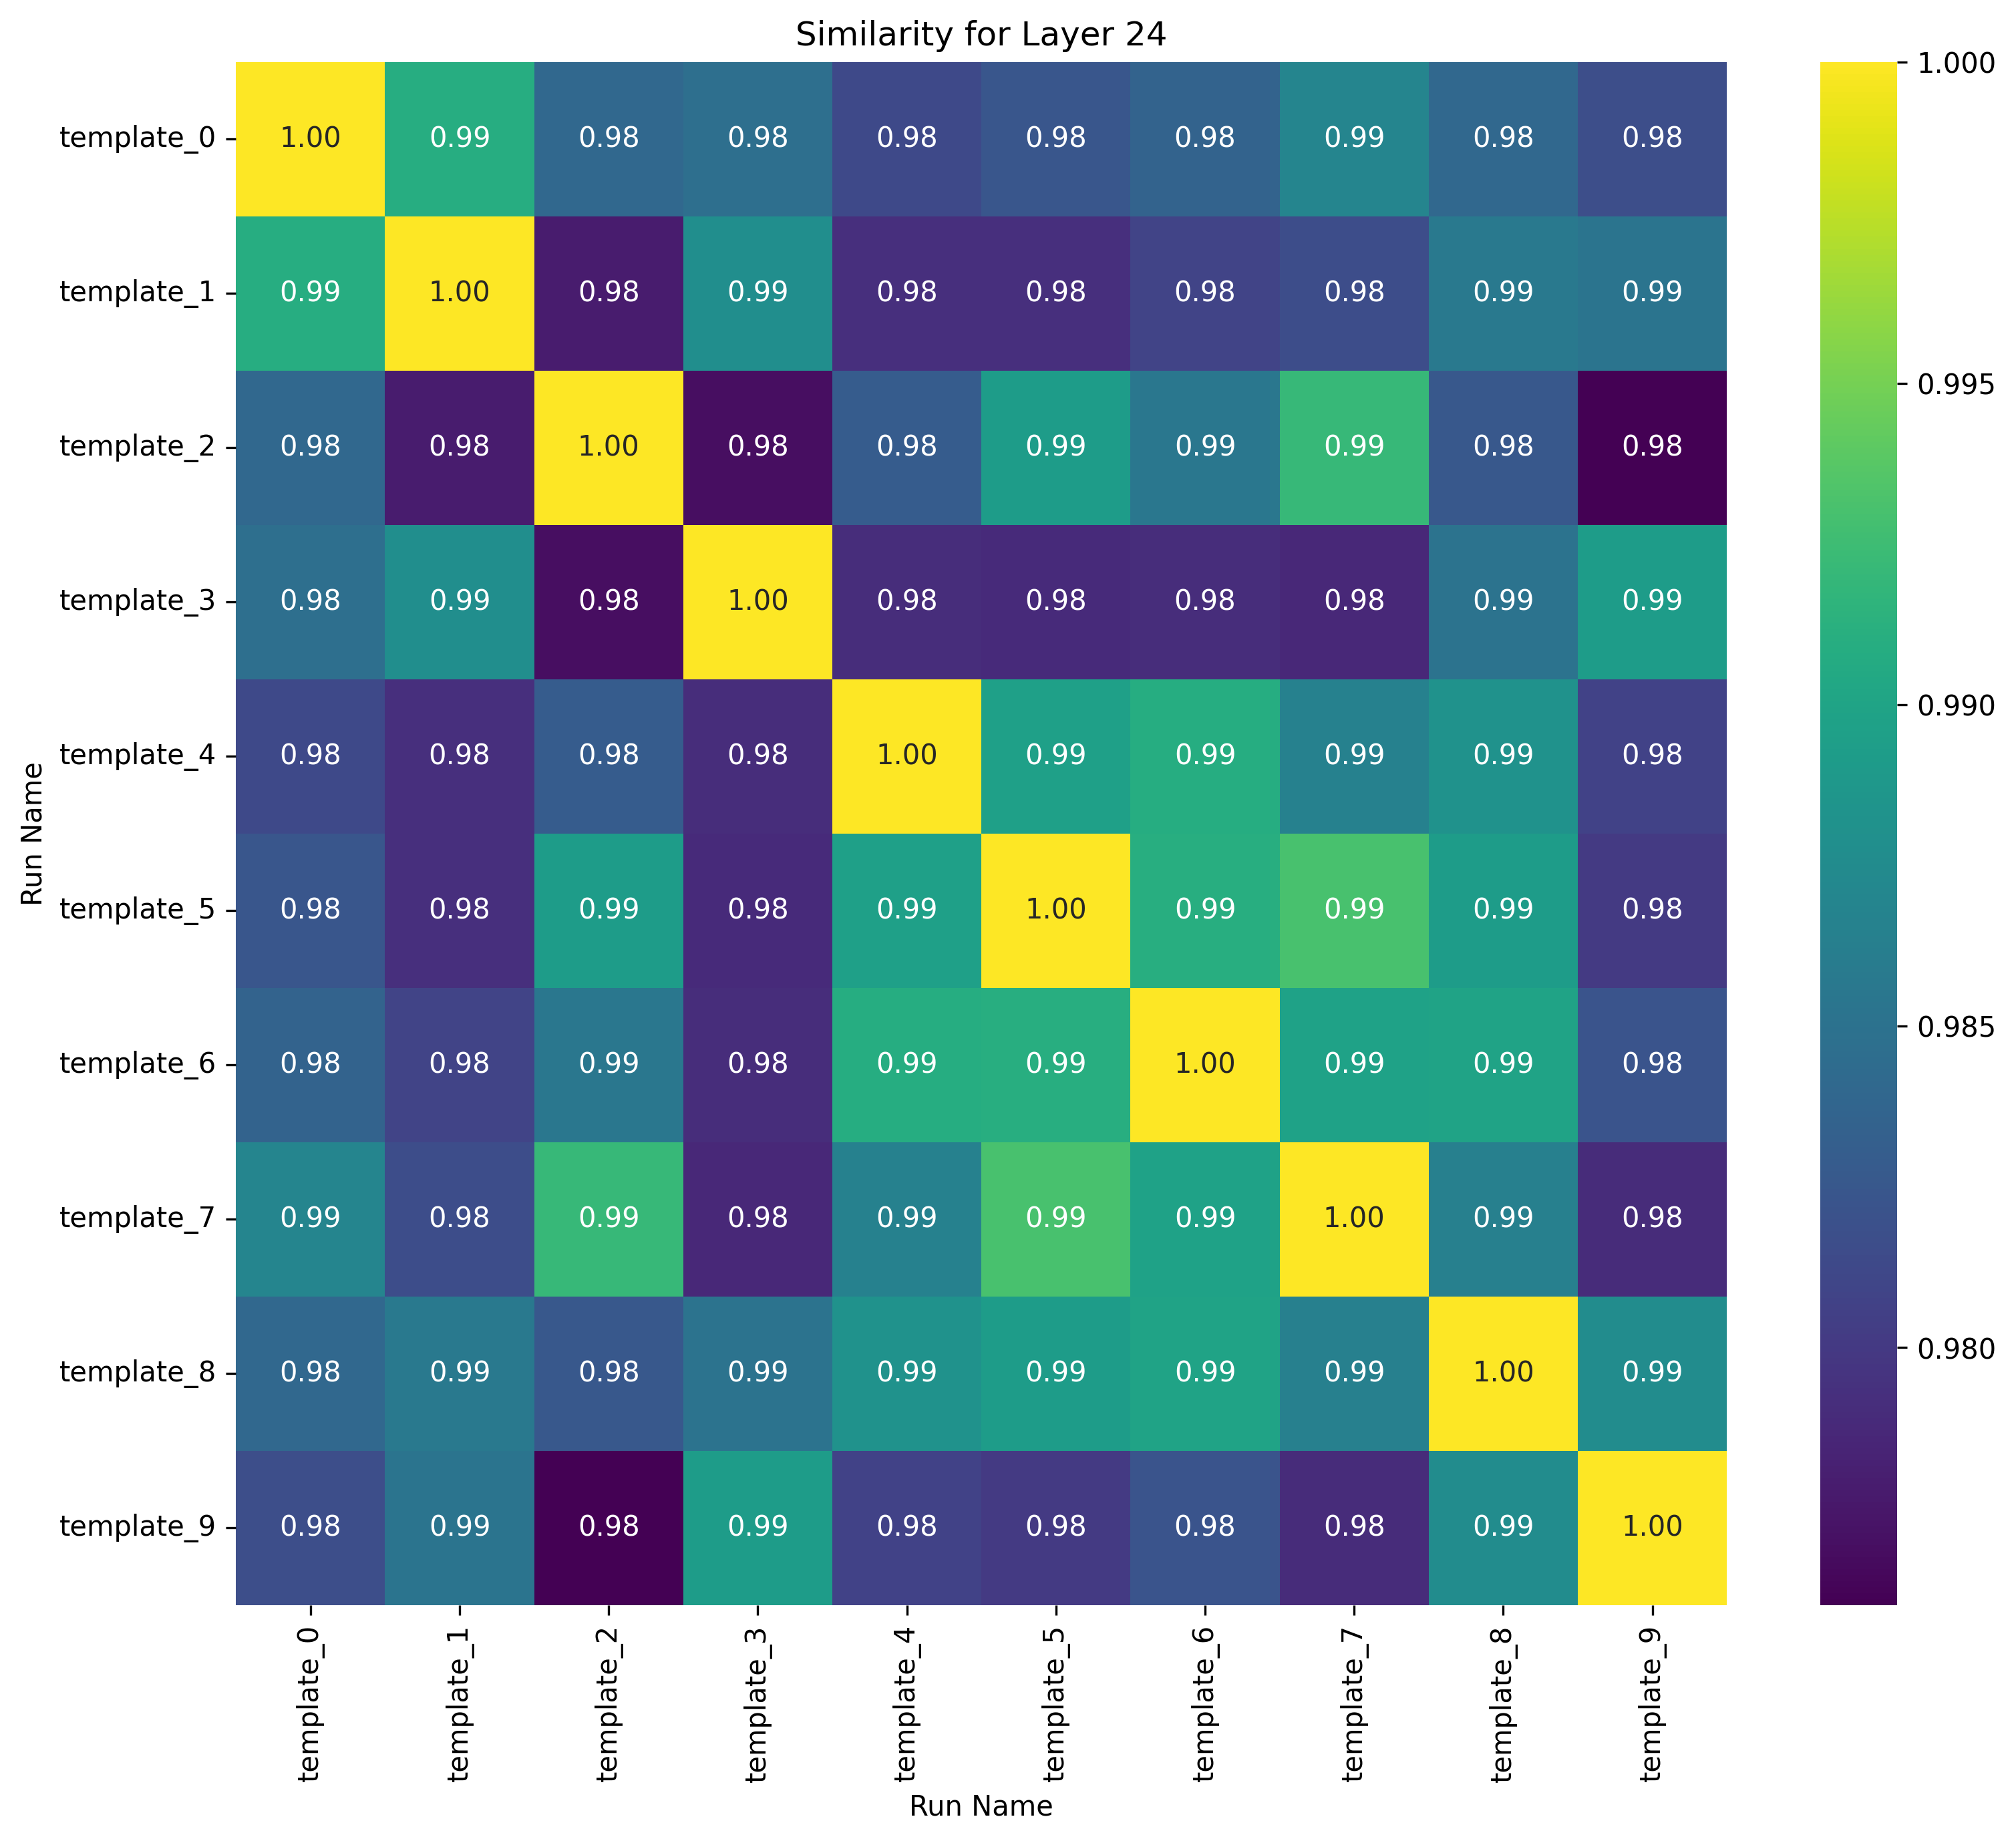 Similarity for Layer 24
template_0 1.00 0.99 0.98 0.98 0.98 0.98 0.98 0.99 0.98 0.98
template_1 0.99 1.00 0.98 0.99 0.98 0.98 0.98 0.98 0.99 0.99
template_2 0.98 0.98 1.00 0.98 0.98 0.99 0.99 0.99 0.98 0.98
template_3 0.98 0.99 0.98 1.00 0.98 0.98 0.98 0.98 0.99 0.99
template_4 0.98 0.98 0.98 0.98 1.00 0.99 0.99 0.99 0.99 0.98
template_5 0.98 0.98 0.99 0.98 0.99 1.00 0.99 0.99 0.99 0.98
template_6 0.98 0.98 0.99 0.98 0.99 0.99 1.00 0.99 0.99 0.98
template_7 0.99 0.98 0.99 0.98 0.99 0.99 0.99 1.00 0.99 0.98
template_8 0.98 0.99 0.98 0.99 0.99 0.99 0.99 0.99 1.00 0.99
template_9 0.98 0.99 0.98 0.99 0.98 0.98 0.98 0.98 0.99 1.00
Run Name
template_0 template_1 template_2 template_3 template_4 template_5 template_6 template_7 template_8 template_9
Run Name
1.000
0.995
0.990
0.985
0.980